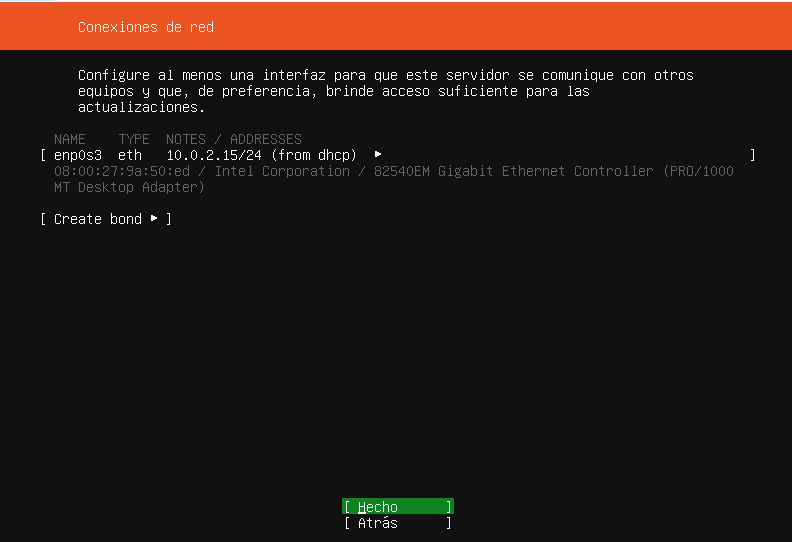 Conexiones de red
Configure al menos una interfaz para que este servidor se comunique con otros
equipos y que, de preferencia, brinde acceso suficiente para las
actualizaciones.
NAME TYPE NOTES / ADDRESSES
[ enp0s3 eth 10.0.2.15/24 (from dhcp) ▸ ]
08:00:27:9a:50:ed / Intel Corporation / 82540EM Gigabit Ethernet Controller (PRO/1000
MT Desktop Adapter)
[ Create bond ▸ ]
[ Hecho ]
[ Atrás ]